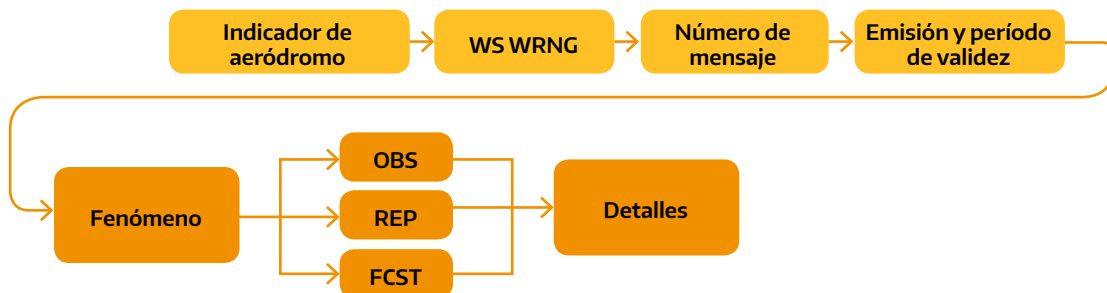 Indicador de
aeródromo
WS WRNG
Número de
mensaje
Emisión y período
de validez
Fenómeno
OBS
REP
FCST
Detalles